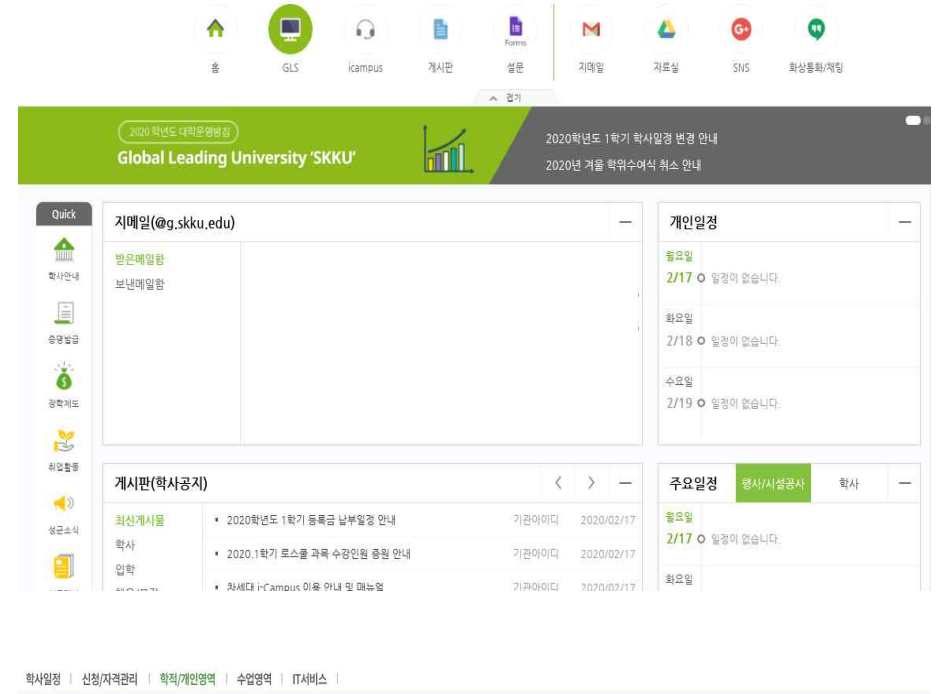 Forms
홈 GLS icampus 게시판 설문 지메일 자료실 SNS 화상통화/채팅
접기
2020 학년도 대학운영방침
Global Leading University 'SKKU'
2020학년도 1학기 학사일정 변경 안내
2020년 겨울 학위수여식 취소 안내
Quick
학사안내
증명발급
장학제도
취업활동
성균소식
지메일(@g.skku.edu)
받은메일함
보낸메일함
개인일정
월요일
2/17 일정이 없습니다.
화요일
2/18 일정이 없습니다.
수요일
2/19 일정이 없습니다.
게시판(학사공지)
최신게시물
학사
입학
2020학년도 1학기 등록금 납부일정 안내 기관아이디 2020/02/17
2020.1학기 로스쿨 과목 수강인원 증원 안내 기관아이디 2020/02/17
차세대 i-Campus 이용 안내 및 매뉴얼 기관아이디 2020/02/17
주요일정 행사/시설공사 학사
월요일
2/17 일정이 없습니다.
화요일
학사일정 | 신청/자격관리 | 학적/개인영역 | 수업영역 | IT서비스 |